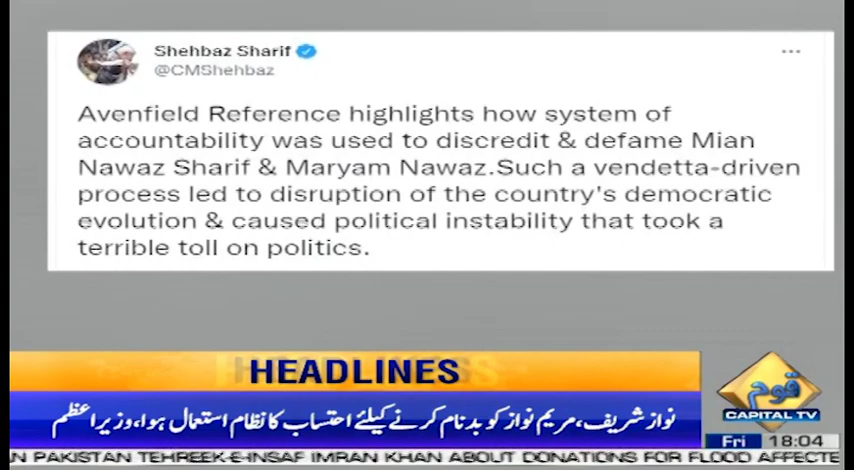 Shehbaz Sharif
@CMShehbaz
Avenfield Reference highlights how system of
accountability was used to discredit & defame Mian
Nawaz Sharif & Maryam Nawaz.Such a vendetta-driven
process led to disruption of the country's democratic
evolution & caused political instability that took a
terrible toll on politics.
HEADLINES
نواز شریف، مریم نواز کو بدنام کرنے کیلئے احتساب کا نظام استعمال ہوا، وزیراعظم
قوم
CAPITAL TV
Fri 18:04
AN PAKISTAN TEHREEK-E-INSAF IMRAN KHAN ABOUT DONATIONS FOR FLOOD AFFECTE